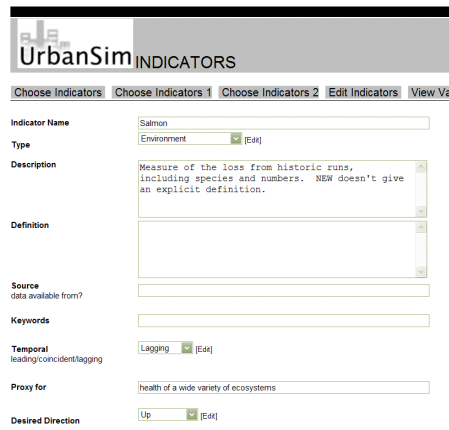 UrbanSim INDICATORS
Choose Indicators Choose Indicators 1 Choose Indicators 2 Edit Indicators View
Indicator Name Salmon
Type Environment [Edit]
Description Measure of the loss from historic runs,
including species and numbers. NEW doesn't give
an explicit definition.
Definition
Source
data available from?
Keywords
Temporal Lagging [Edit]
leading/coincident/lagging
Proxy for health of a wide variety of ecosystems
Desired Direction Up [Edit]